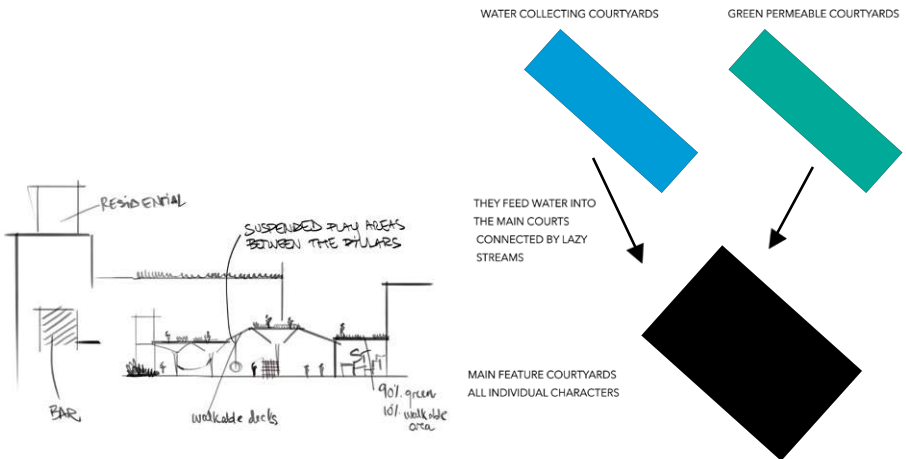 WATER COLLECTING COURTYARDS
GREEN PERMEABLE COURTYARDS
RESIDENTIAL
SUSPENDED PLAY AREAS
BETWEEN THE PILLARS
BAR
walkable decks
90% green
10% walkable
area
THEY FEED WATER INTO
THE MAIN COURTS
CONNECTED BY LAZY
STREAMS
MAIN FEATURE COURTYARDS
ALL INDIVIDUAL CHARACTERS